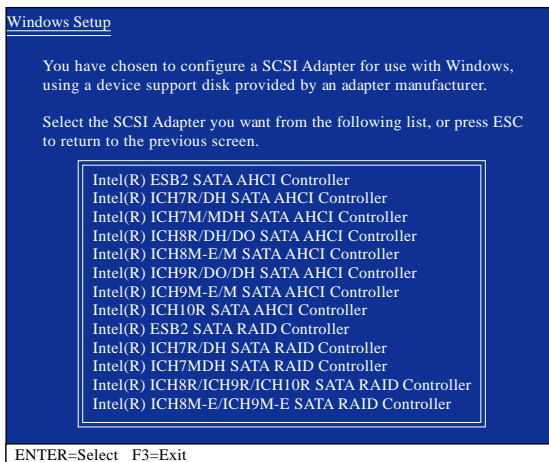 Windows Setup
You have chosen to configure a SCSI Adapter for use with Windows,
using a device support disk provided by an adapter manufacturer.
Select the SCSI Adapter you want from the following list, or press ESC
to return to the previous screen.
Intel(R) ESB2 SATA AHCI Controller
Intel(R) ICH7R/DH SATA AHCI Controller
Intel(R) ICH7M/MDH SATA AHCI Controller
Intel(R) ICH8R/DH/DO SATA AHCI Controller
Intel(R) ICH8M-E/M SATA AHCI Controller
Intel(R) ICH9R/DO/DH SATA AHCI Controller
Intel(R) ICH9M-E/M SATA AHCI Controller
Intel(R) ICH10R SATA AHCI Controller
Intel(R) ESB2 SATA RAID Controller
Intel(R) ICH7R/DH SATA RAID Controller
Intel(R) ICH7MDH SATA RAID Controller
Intel(R) ICH8R/ICH9R/ICH10R SATA RAID Controller
Intel(R) ICH8M-E/ICH9M-E SATA RAID Controller
ENTER=Select F3=Exit